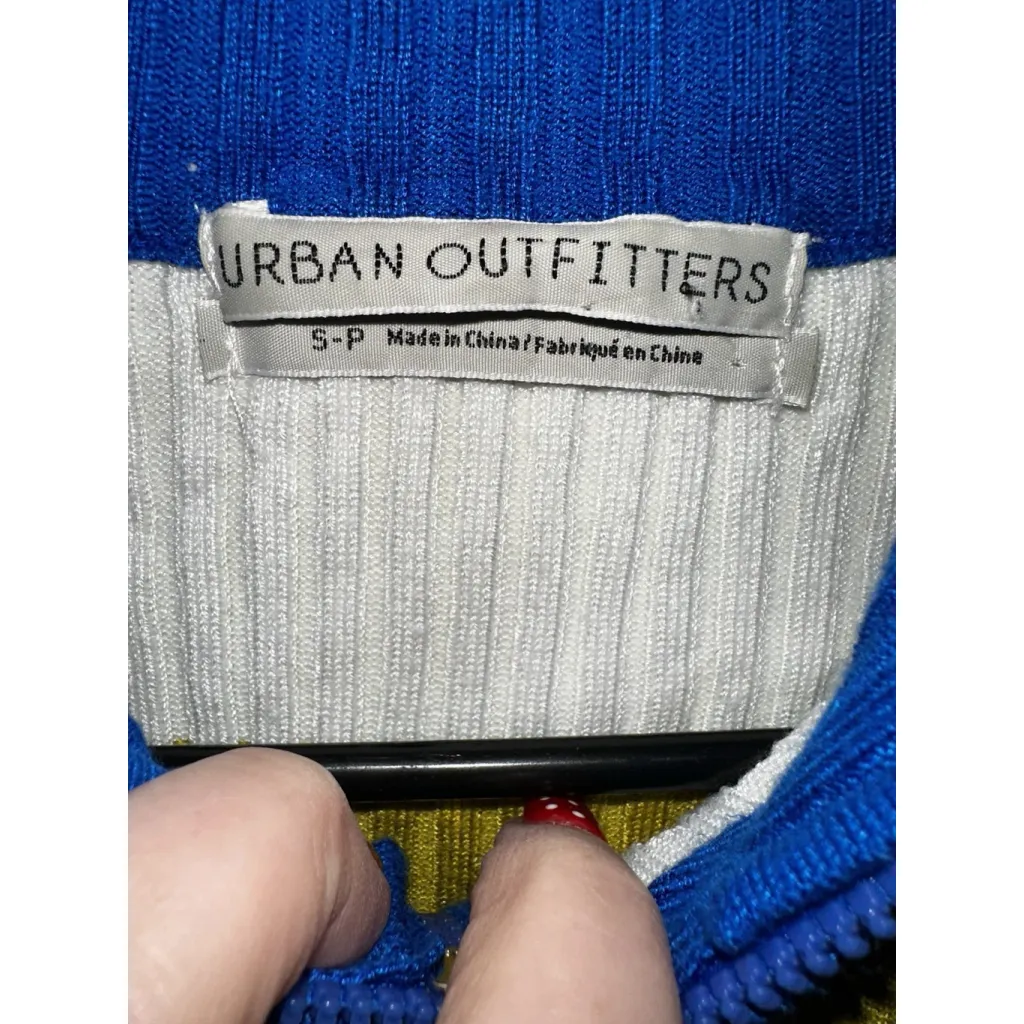 URBAN OUTFITTERS
S-P Made in China / Fabriqué en Chine